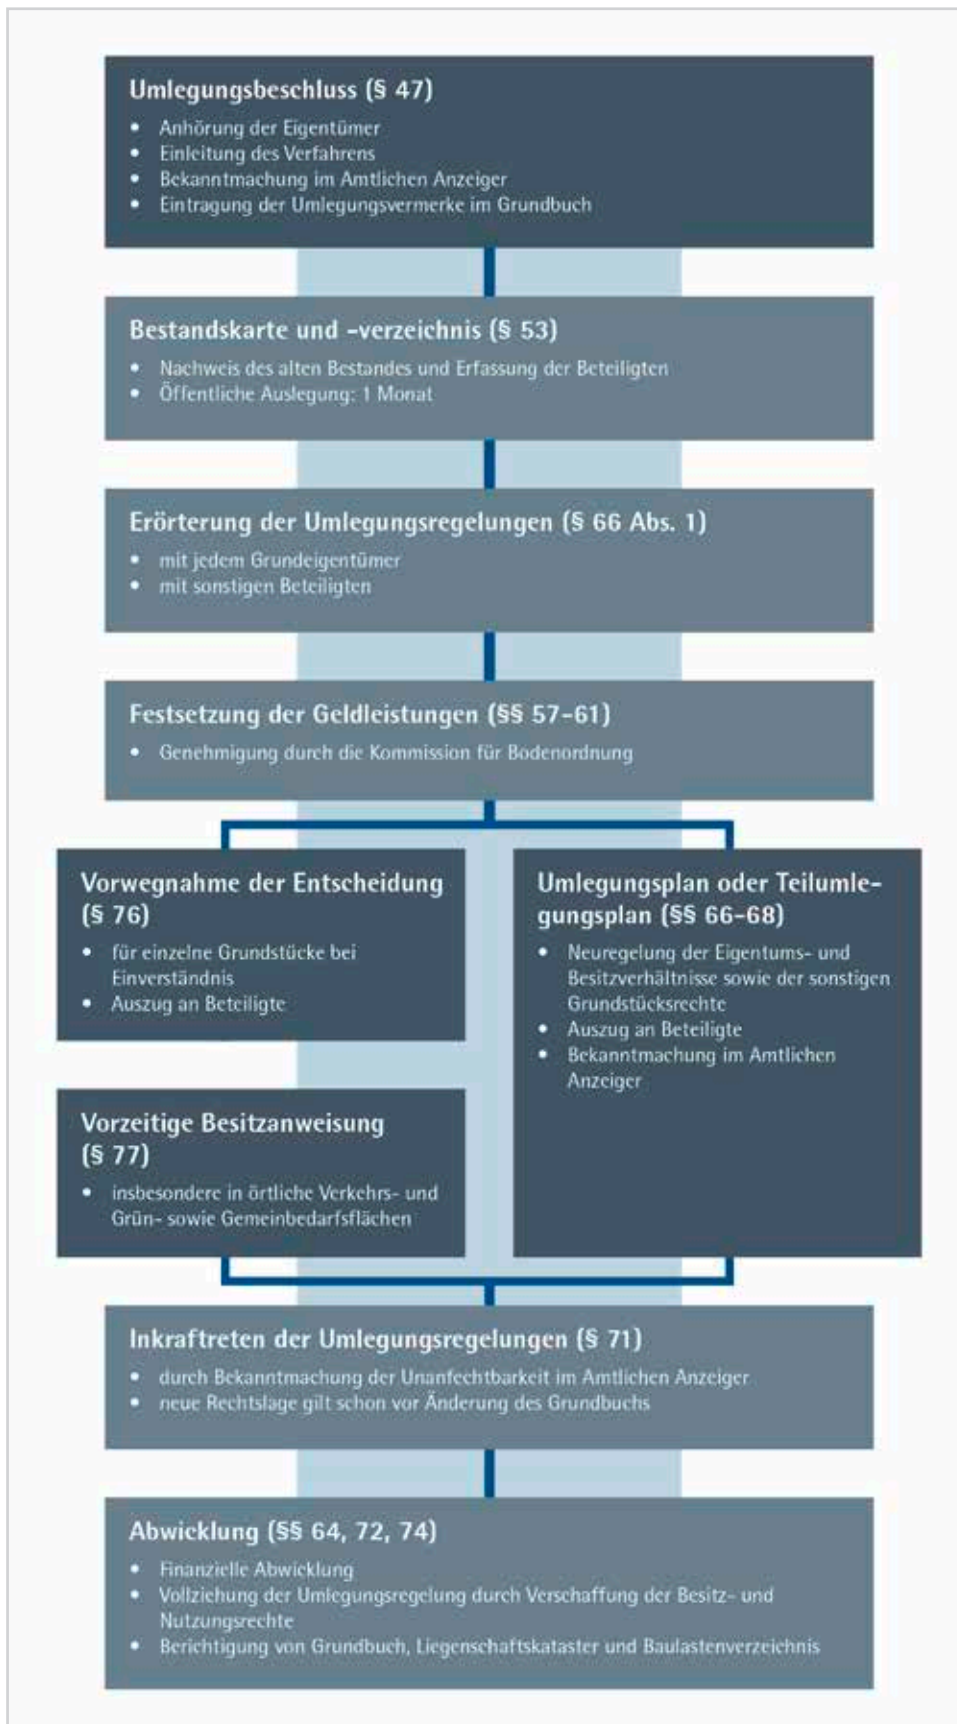 Umlegungsbeschluss (§ 47)
• Anhörung der Eigentümer
• Einleitung des Verfahrens
• Bekanntmachung im Amtlichen Anzeiger
• Eintragung der Umlegungsvermerke im Grundbuch
Bestandskarte und -verzeichnis (§ 53)
• Nachweis des alten Bestandes und Erfassung der Beteiligten
• Öffentliche Auslegung: 1 Monat
Erörterung der Umlegungsregelungen (§ 66 Abs. 1)
• mit jedem Grundeigentümer
• mit sonstigen Beteiligten
Festsetzung der Geldleistungen (§§ 57-61)
• Genehmigung durch die Kommission für Bodenordnung
Vorwegnahme der Entscheidung
(§ 76)
• für einzelne Grundstücke bei
Einverständnis
• Auszug an Beteiligte
Vorzeitige Besitzanweisung
(§ 77)
• insbesondere in örtliche Verkehrs- und
Grün- sowie Gemeinbedarfsflächen
Umlegungsplan oder Teilumle-
gungsplan (§§ 66-68)
• Neuregelung der Eigentums- und
Besitzverhältnisse sowie der sonstigen
Grundstücksrechte
• Auszug an Beteiligte
• Bekanntmachung im Amtlichen
Anzeiger
Inkraftreten der Umlegungsregelungen (§ 71)
• durch Bekanntmachung der Unanfechtbarkeit im Amtlichen Anzeiger
• neue Rechtslage gilt schon vor Änderung des Grundbuchs
Abwicklung (§§ 64, 72, 74)
• Finanzielle Abwicklung
• Vollziehung der Umlegungsregelung durch Verschaffung der Besitz- und
Nutzungsrechte
• Berichtigung von Grundbuch, Liegenschaftskataster und Baulastenverzeichnis